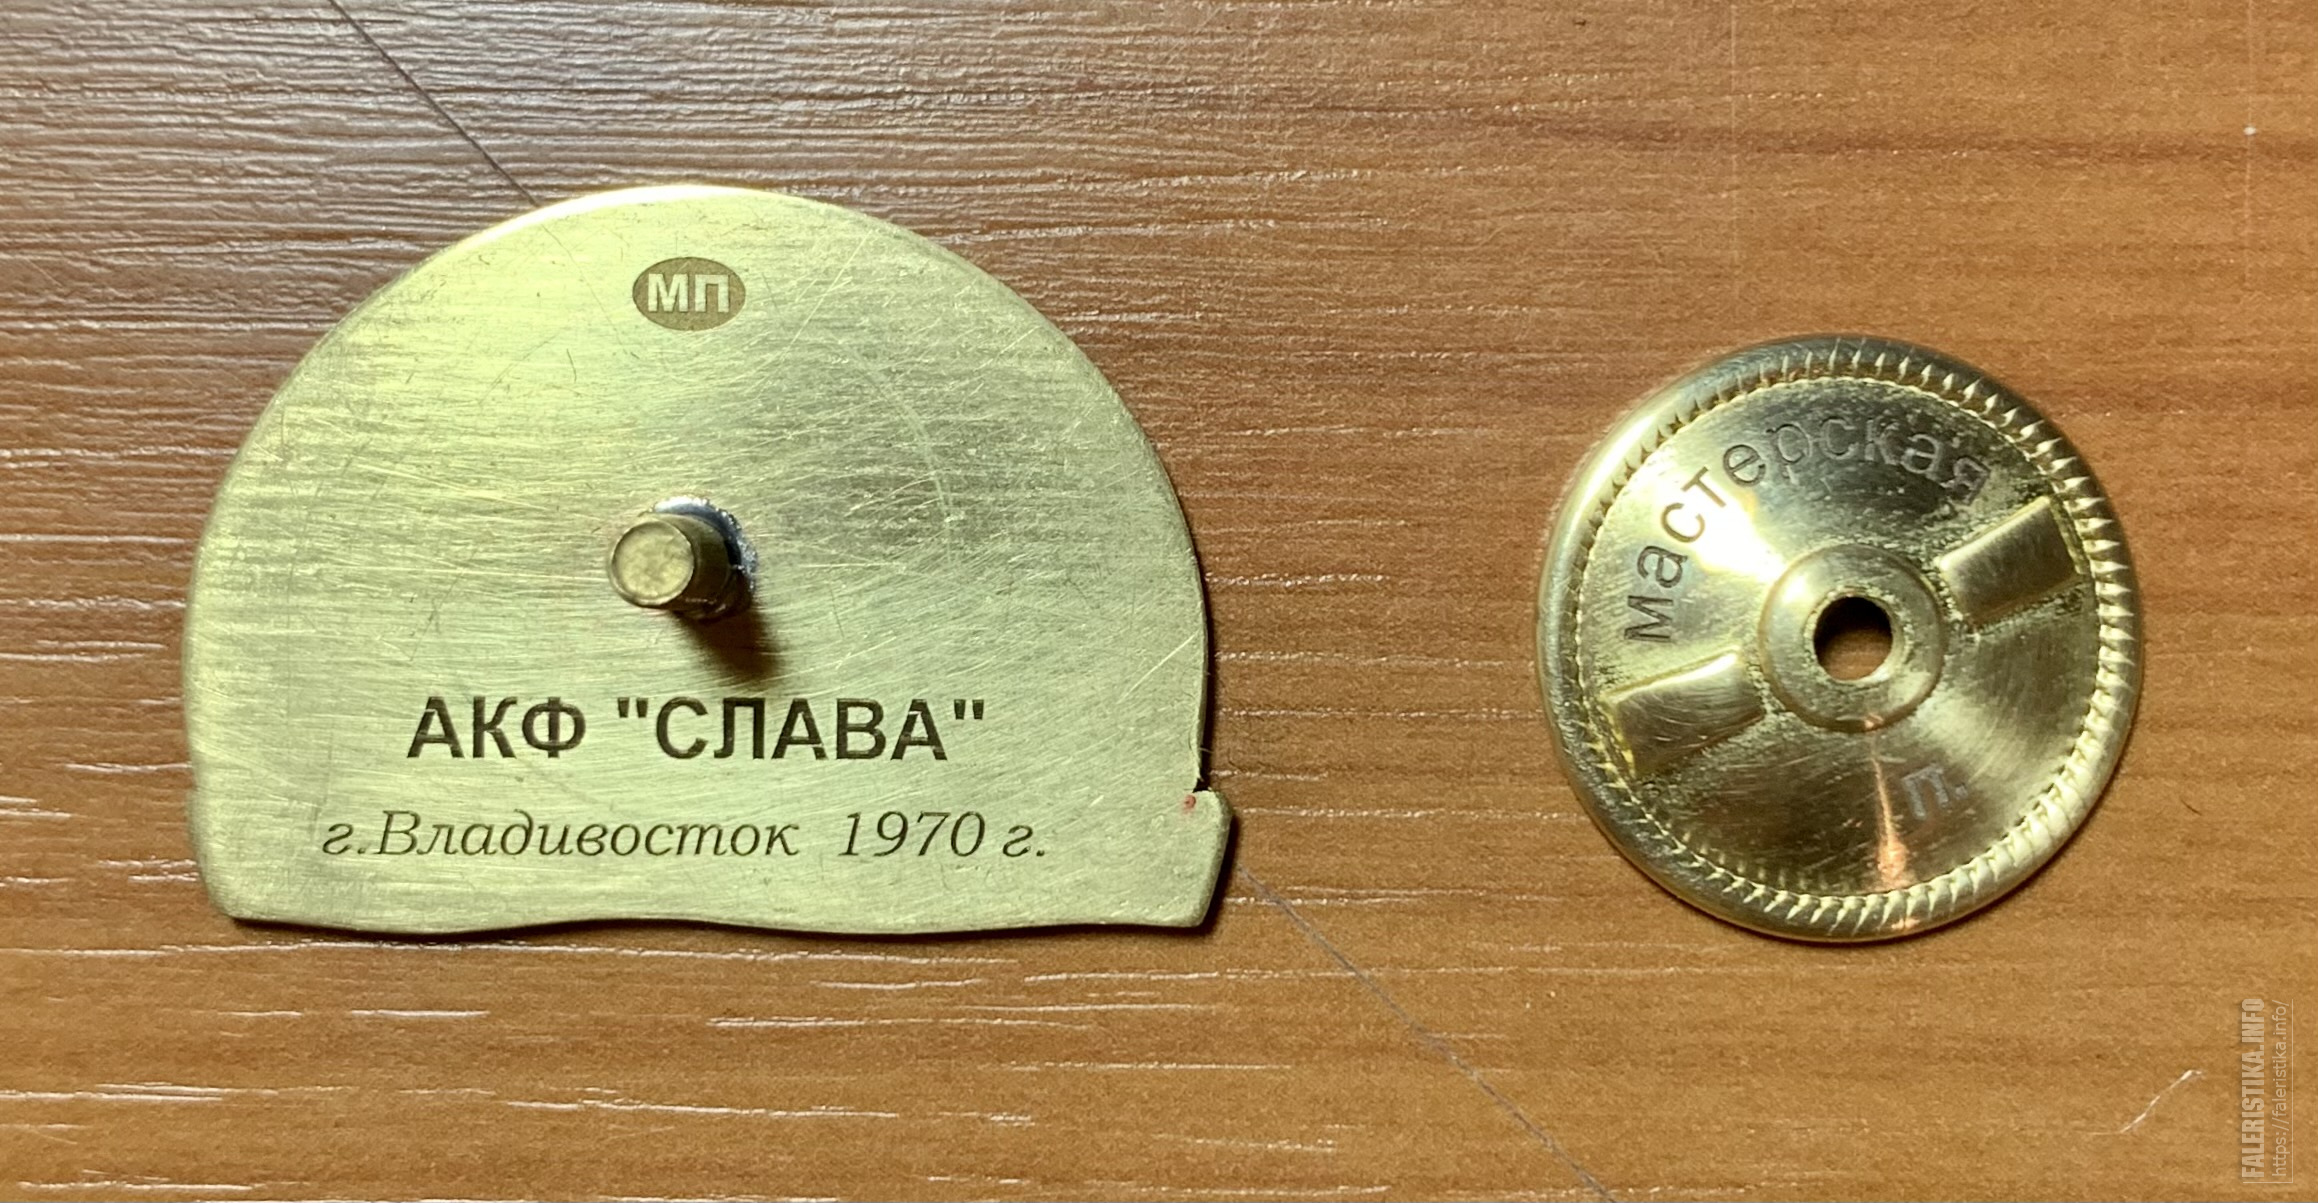 МП
АКФ "СЛАВА"
г.Владивосток 1970 г.
мастерская
П.
FALERISTIKA.INFO
https://faleristika.info/